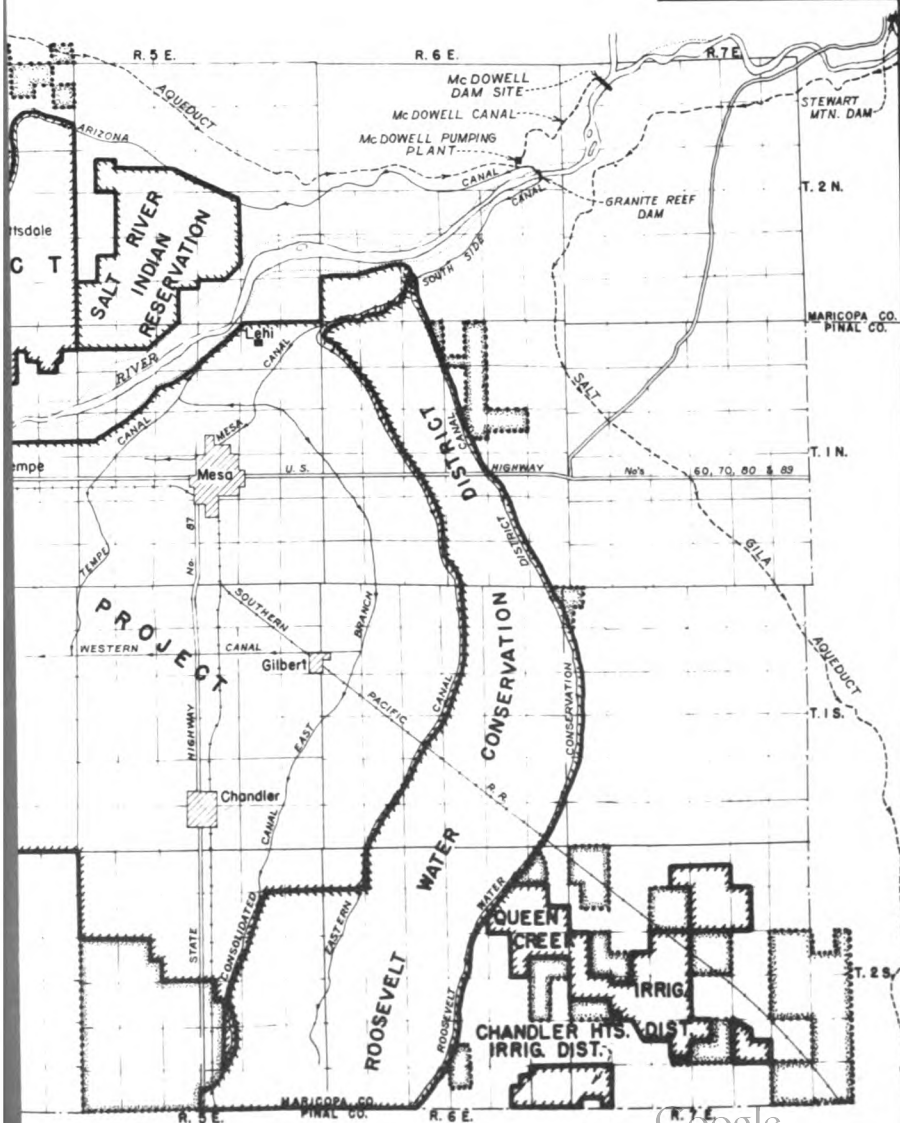 R. 5 E.
R. 6 E.
R. 7 E.
McDOWELL
DAM SITE
McDOWELL CANAL
McDOWELL PUMPING
PLANT
STEWART
MTN. DAM
AQUEDUCT
ARIZONA
CANAL
CANAL
T. 2 N.
GRANITE REEF
DAM
ttsdale
C T
SALT RIVER
INDIAN
RESERVATION
SOUTH SIDE
MARICOPA CO.
PINAL CO.
Lehi
CANAL
RIVER
CANAL
SALT
DISTRICT
CANAL
MESA
T. 1 N.
empe
Mesa
U. S.
HIGHWAY
No's
60, 70, 80 & 89
DISTRICT
TEMPE
No. 87
GILA
SOUTHERN
BRANCH
PROJECT
WESTERN
CANAL
Gilbert
CONSERVATION
AQUEDUCT
CANAL
PACIFIC
CONSERVATION
T. 1 S.
HIGHWAY
EAST
R. R.
Chandler
CANAL
WATER
WATER
QUEEN
CREEK
CONSOLIDATED
EASTERN
STATE
T. 2 S.
IRRIG.
ROOSEVELT
ROOSEVELT
CHANDLER HTS. DIST.
IRRIG. DIST.
MARICOPA CO.
PINAL CO.
R. 5 E.
R. 6 E.
R. 7 E.
Google